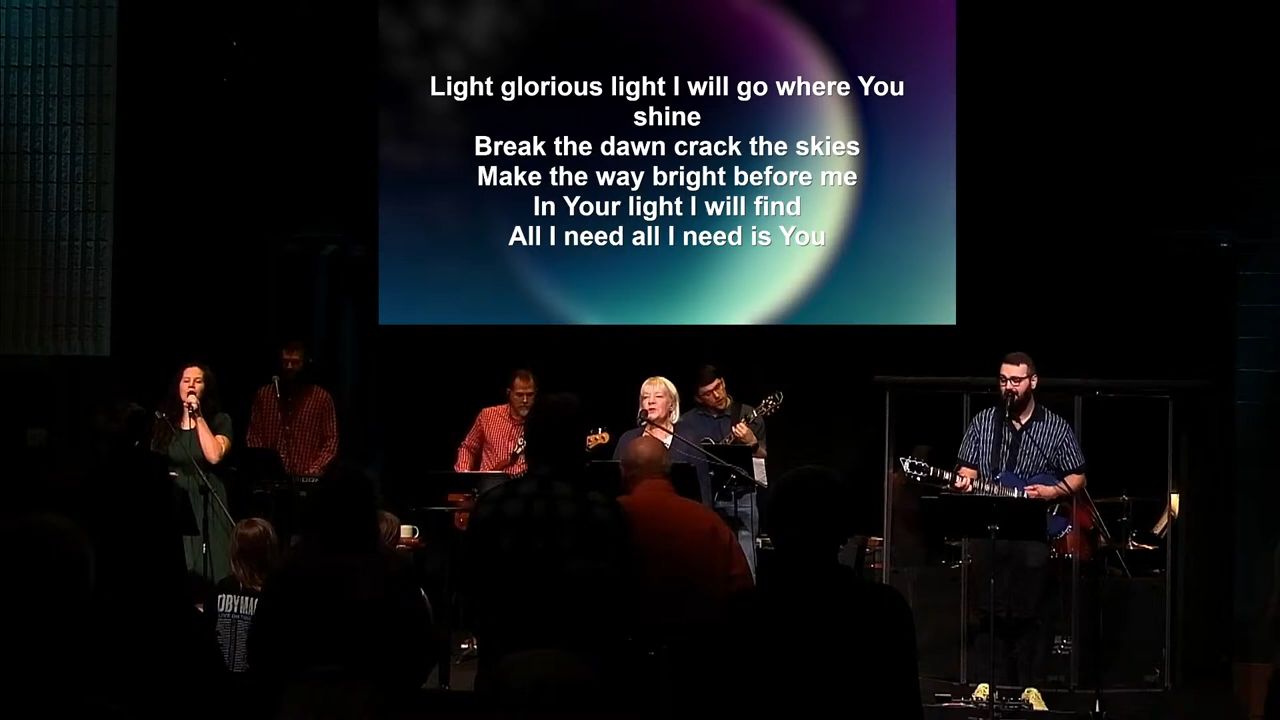 Light glorious light I will go where You
shine
Break the dawn crack the skies
Make the way bright before me
In Your light I will find
All I need all I need is You